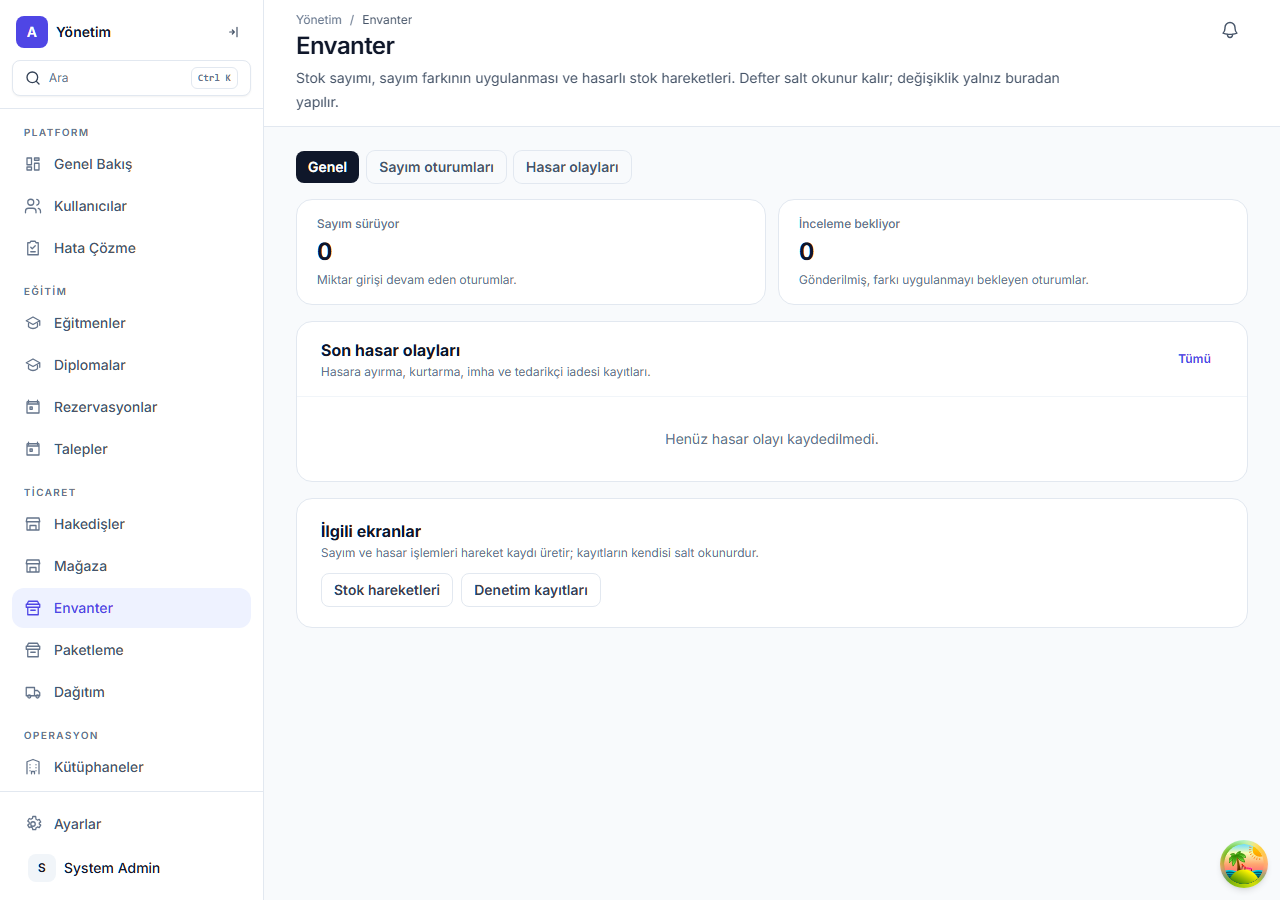 A Yönetim
Ara Ctrl K
PLATFORM
Genel Bakış
Kullanıcılar
Hata Çözme
EĞİTİM
Eğitmenler
Diplomalar
Rezervasyonlar
Talepler
TİCARET
Hakedişler
Mağaza
Envanter
Paketleme
Dağıtım
OPERASYON
Kütüphaneler
Ayarlar
S System Admin
Yönetim / Envanter
Envanter
Stok sayımı, sayım farkının uygulanması ve hasarlı stok hareketleri. Defter salt okunur kalır; değişiklik yalnız buradan
yapılır.
Genel Sayım oturumları Hasar olayları
Sayım sürüyor
0
Miktar girişi devam eden oturumlar.
İnceleme bekliyor
0
Gönderilmiş, farkı uygulanmayı bekleyen oturumlar.
Son hasar olayları
Hasara ayırma, kurtarma, imha ve tedarikçi iadesi kayıtları.
Tümü
Henüz hasar olayı kaydedilmedi.
İlgili ekranlar
Sayım ve hasar işlemleri hareket kaydı üretir; kayıtların kendisi salt okunurdur.
Stok hareketleri Denetim kayıtları